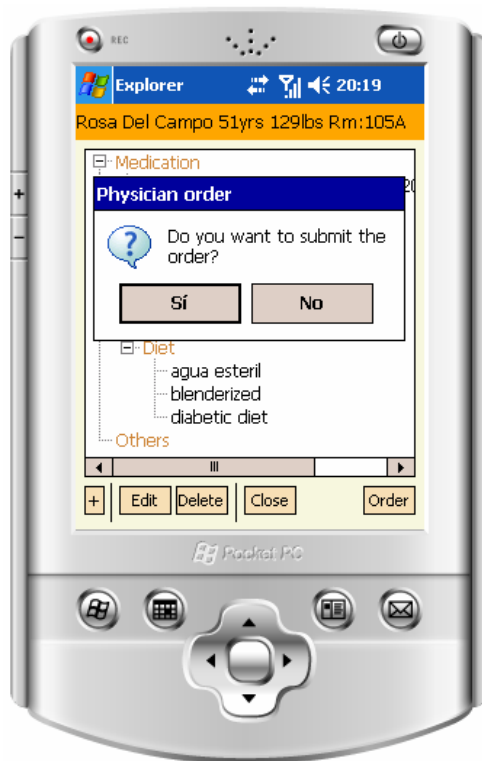 REC
Explorer 20:19
Rosa Del Campo 51yrs 129lbs Rm:105A
Medication
20
Physician order
Do you want to submit the
order?
Sí No
Diet
agua esteril
blenderized
diabetic diet
Others
+ Edit Delete Close Order
Pocket PC
+
-